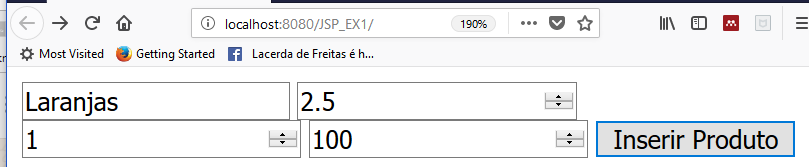 localhost:8080/JSP_EX1/ 190%
Most Visited Getting Started Lacerda de Freitas é h...
Laranjas 2.5
1 100 Inserir Produto